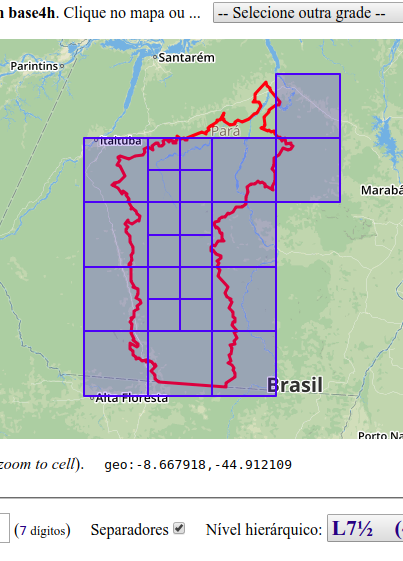 base4h. Clique no mapa ou ... -- Selecione outra grade --
Santarém
Parintins
Pará
Itaituba
Marabá
Brasil
Alta Floresta
Porto Na
zoom to cell). geo:-8.667918,-44.912109
(7 dígitos) Separadores Nível hierárquico: L7½ (